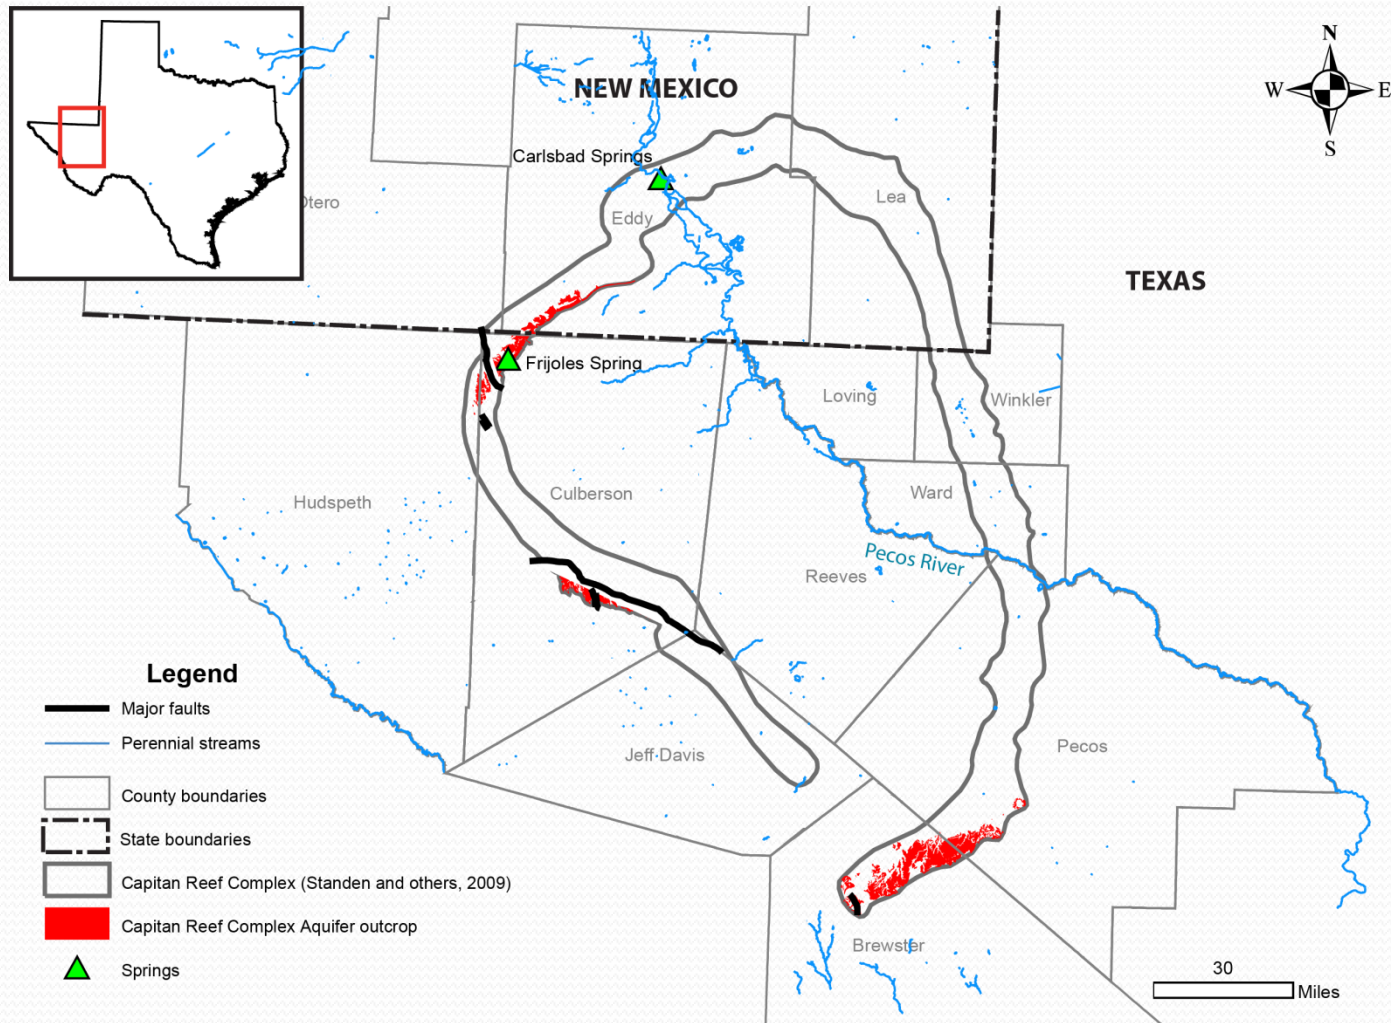 NEW MEXICO
N
W
E
S
Carlsbad Springs
Otero
Eddy
Lea
TEXAS
Frijoles Spring
Loving
Winkler
Hudspeth
Culberson
Ward
Pecos River
Reeves
Legend
Major faults
Perennial streams
Jeff Davis
Pecos
County boundaries
State boundaries
Capitan Reef Complex (Standen and others, 2009)
Capitan Reef Complex Aquifer outcrop
Brewster
Springs
30
Miles